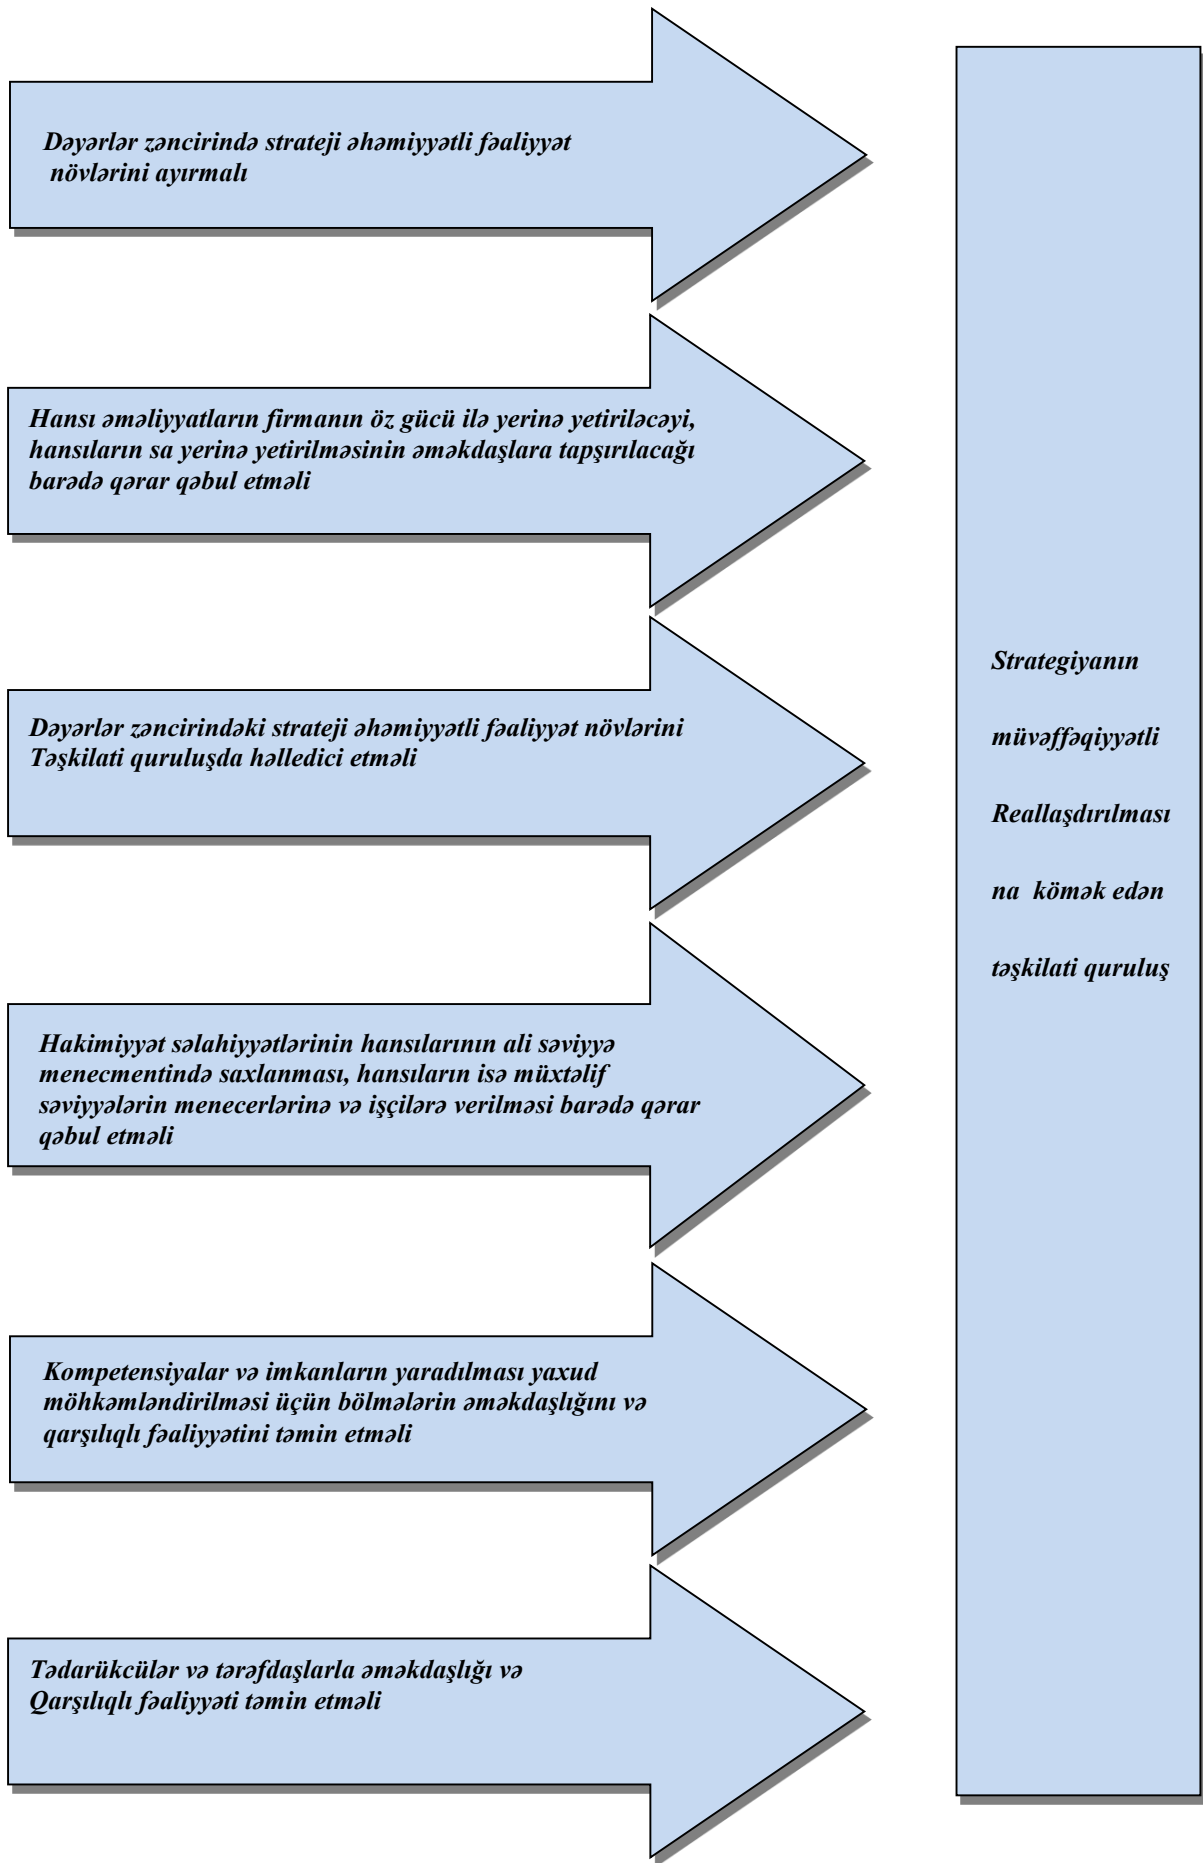 Dəyərlər zəncirində strateji əhəmiyyətli fəaliyyət
növlərini ayırmalı
Hansı əməliyyatların firmanın öz gücü ilə yerinə yetiriləcəyi,
hansıların sa yerinə yetirilməsinin əməkdaşlara tapşırılacağı
barədə qərar qəbul etməli
Dəyərlər zəncirindəki strateji əhəmiyyətli fəaliyyət növlərini
Təşkilati quruluşda həlledici etməli
Hakimiyyət səlahiyyətlərinin hansılarının ali səviyyə
menecmentində saxlanması, hansıların isə müxtəlif
səviyyələrin menecerlərinə və işçilərə verilməsi barədə qərar
qəbul etməli
Kompetensiyalar və imkanların yaradılması yaxud
möhkəmləndirilməsi üçün bölmələrin əməkdaşlığını və
qarşılıqlı fəaliyyətini təmin etməli
Tədarükcülər və tərəfdaşlarla əməkdaşlığı və
Qarşılıqlı fəaliyyəti təmin etməli
Strategiyanın
müvəffəqiyyətli
Reallaşdırılması
na kömək edən
təşkilati quruluş